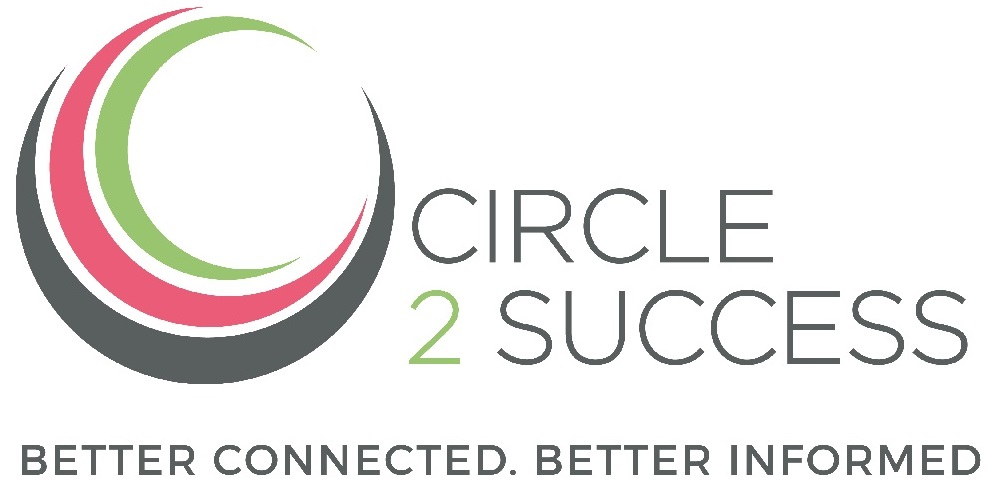 CIRCLE
2 SUCCESS
BETTER CONNECTED. BETTER INFORMED